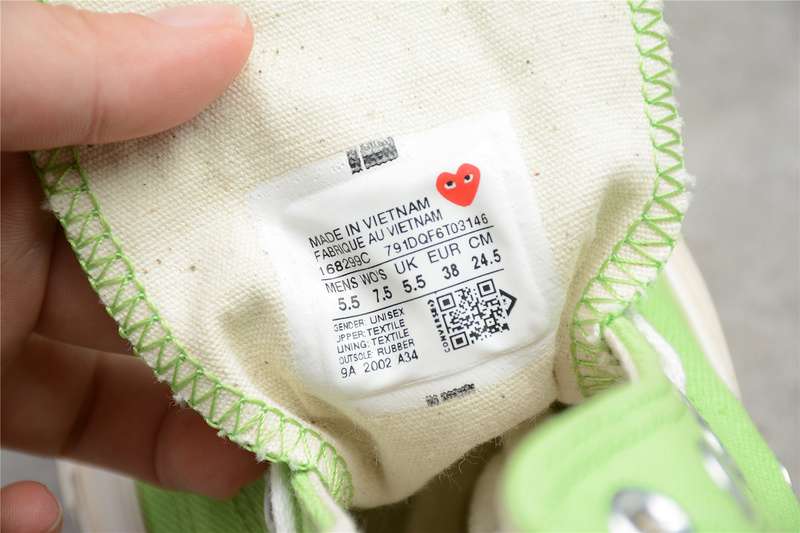 MADE IN VIETNAM
FABRIQUE AU VIETNAM
168299C 791DQF6T03146
MENS WO'S UK EUR CM
5.5 7.5 5.5 38 24.5
GENDER: UNISEX
UPPER: TEXTILE
LINING: TEXTILE
OUTSOLE: RUBBER
9A 2002 A34
CONVERSE